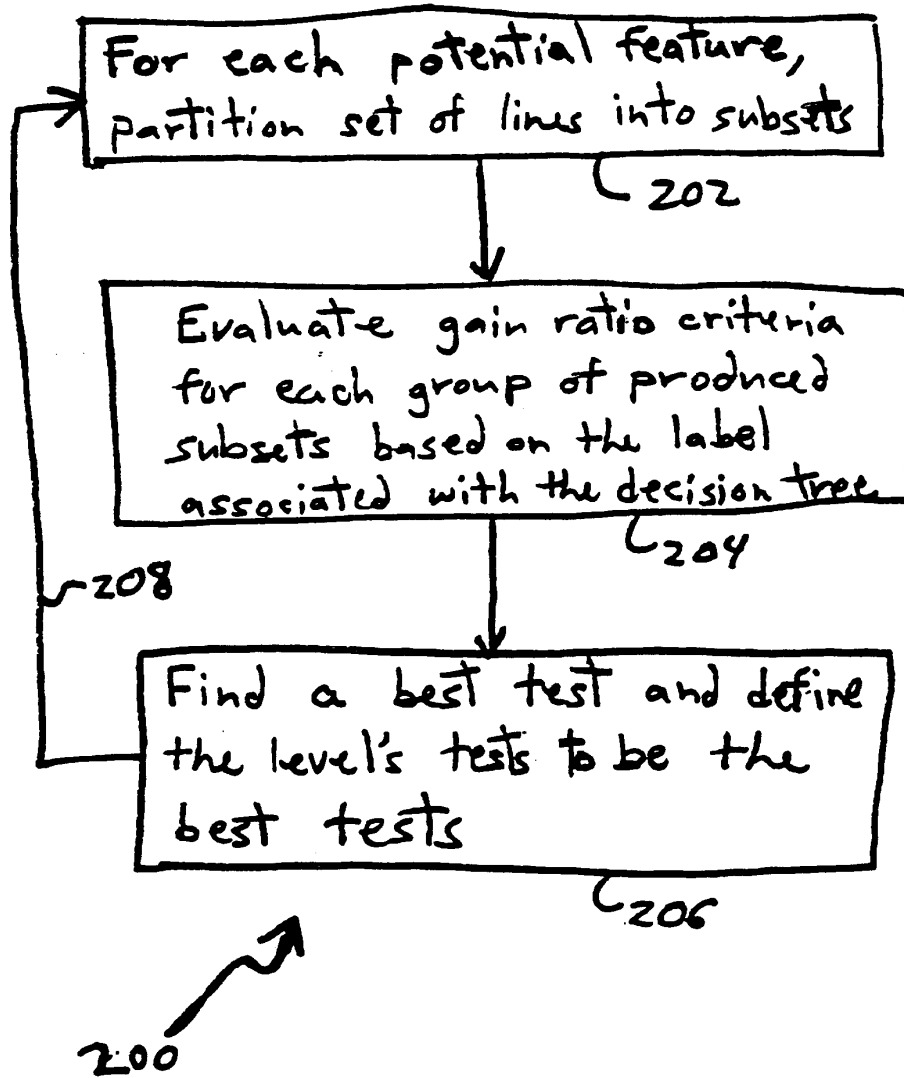 For each potential feature,
partition set of lines into subsets
202
Evaluate gain ratio criteria
for each group of produced
subsets based on the label
associated with the decision tree
204
208
Find a best test and define
the level's tests to be the
best tests
206
200